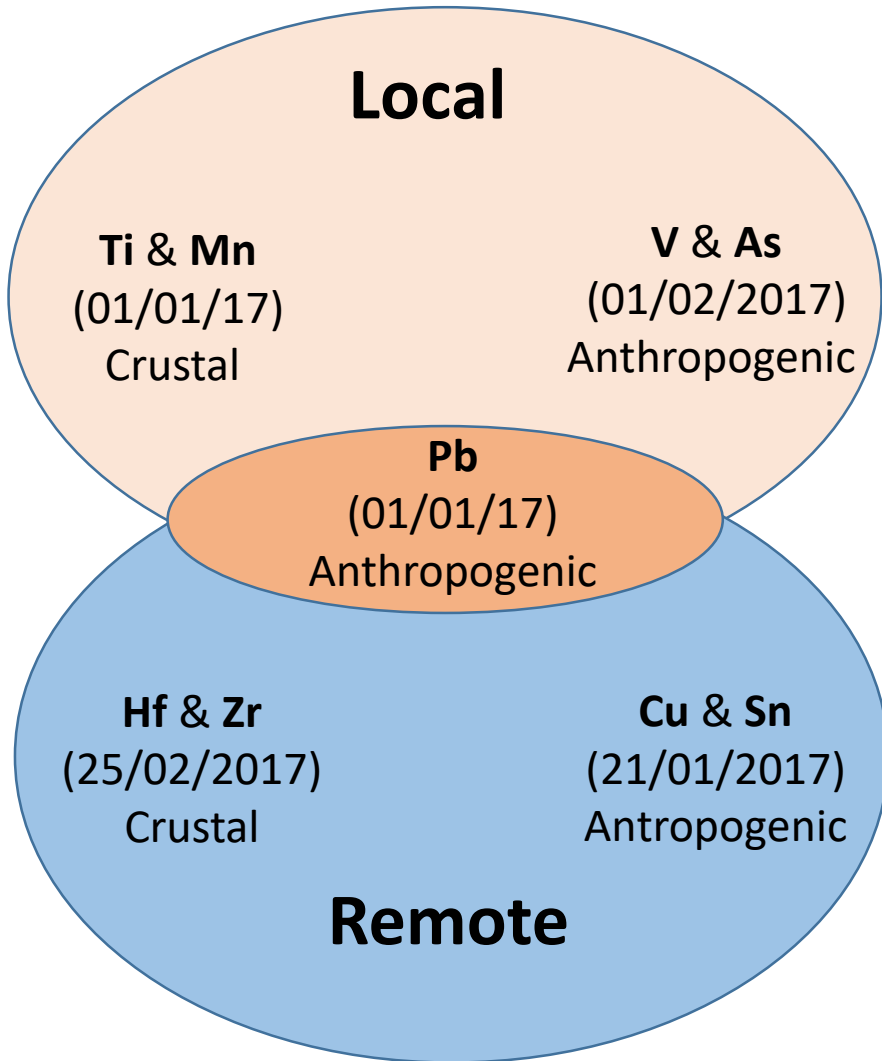 Local
Ti & Mn
(01/01/17)
Crustal
V & As
(01/02/2017)
Anthropogenic
Pb
(01/01/17)
Anthropogenic
Hf & Zr
(25/02/2017)
Crustal
Cu & Sn
(21/01/2017)
Antropogenic
Remote